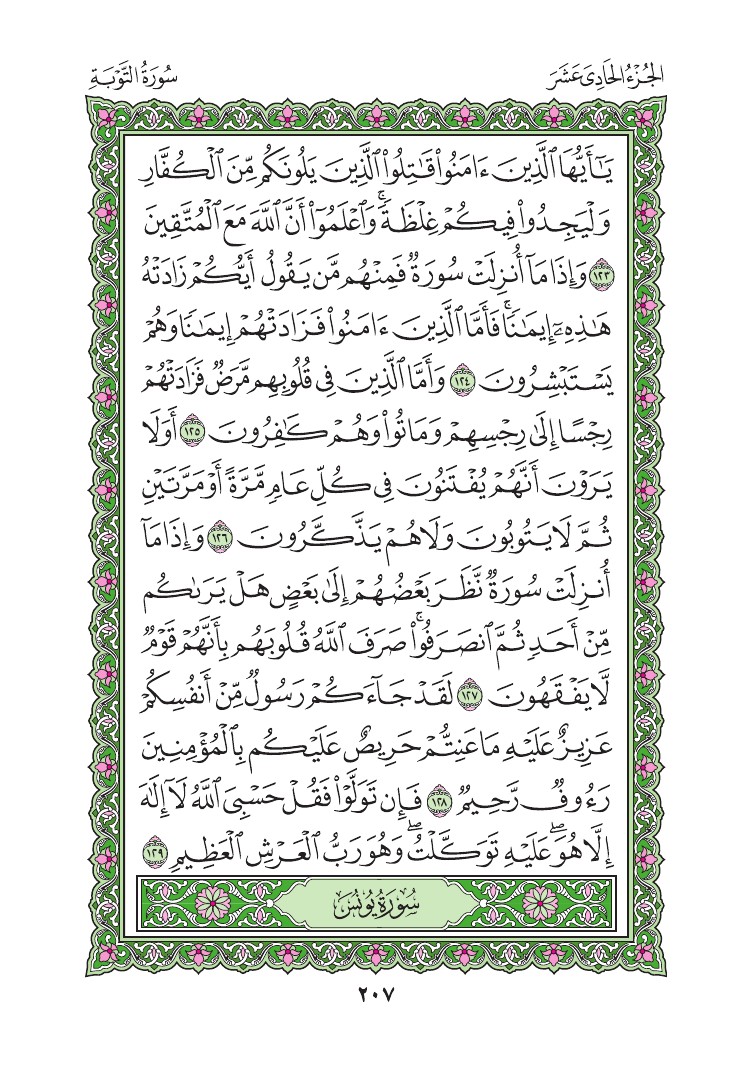 الجُزْءُ الحَادِىَ عَشَرَ
سُورَةُ التَّوْبَةِ
يَـٰٓأَيُّهَا ٱلَّذِينَ ءَامَنُوا۟ قَـٰتِلُوا۟ ٱلَّذِينَ يَلُونَكُم مِّنَ ٱلْكُفَّارِ
وَلْيَجِدُوا۟ فِيكُمْ غِلْظَةًۚ وَٱعْلَمُوٓا۟ أَنَّ ٱللَّهَ مَعَ ٱلْمُتَّقِينَ
١٢٣ وَإِذَا مَآ أُنزِلَتْ سُورَةٌ فَمِنْهُم مَّن يَقُولُ أَيُّكُمْ زَادَتْهُ
هَـٰذِهِۦٓ إِيمَـٰنًاۚ فَأَمَّا ٱلَّذِينَ ءَامَنُوا۟ فَزَادَتْهُمْ إِيمَـٰنًا وَهُمْ
يَسْتَبْشِرُونَ ١٢٤ وَأَمَّا ٱلَّذِينَ فِى قُلُوبِهِم مَّرَضٌ فَزَادَتْهُمْ
رِجْسًا إِلَىٰ رِجْسِهِمْ وَمَاتُوا۟ وَهُمْ كَـٰفِرُونَ ١٢٥ أَوَلَا
يَرَوْنَ أَنَّهُمْ يُفْتَنُونَ فِى كُلِّ عَامٍ مَّرَّةً أَوْ مَرَّتَيْنِ
ثُمَّ لَا يَتُوبُونَ وَلَا هُمْ يَذَّكَّرُونَ ١٢٦ وَإِذَا مَآ
أُنزِلَتْ سُورَةٌ نَّظَرَ بَعْضُهُمْ إِلَىٰ بَعْضٍ هَلْ يَرَىٰكُم
مِّنْ أَحَدٍ ثُمَّ ٱنصَرَفُوا۟ۚ صَرَفَ ٱللَّهُ قُلُوبَهُم بِأَنَّهُمْ قَوْمٌ
لَّا يَفْقَهُونَ ١٢٧ لَقَدْ جَآءَكُمْ رَسُولٌ مِّنْ أَنفُسِكُمْ
عَزِيزٌ عَلَيْهِ مَا عَنِتُّمْ حَرِيصٌ عَلَيْكُم بِٱلْمُؤْمِنِينَ
رَءُوفٌ رَّحِيمٌ ١٢٨ فَإِن تَوَلَّوْا۟ فَقُلْ حَسْبِىَ ٱللَّهُ لَآ إِلَـٰهَ
إِلَّا هُوَۖ عَلَيْهِ تَوَكَّلْتُۖ وَهُوَ رَبُّ ٱلْعَرْشِ ٱلْعَظِيمِ ١٢٩
سُورَةُ يُونُسَ
٢٠٧